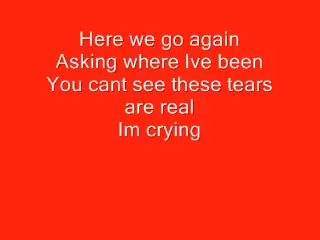 Here we go again
Asking where Ive been
You cant see these tears
are real
Im crying